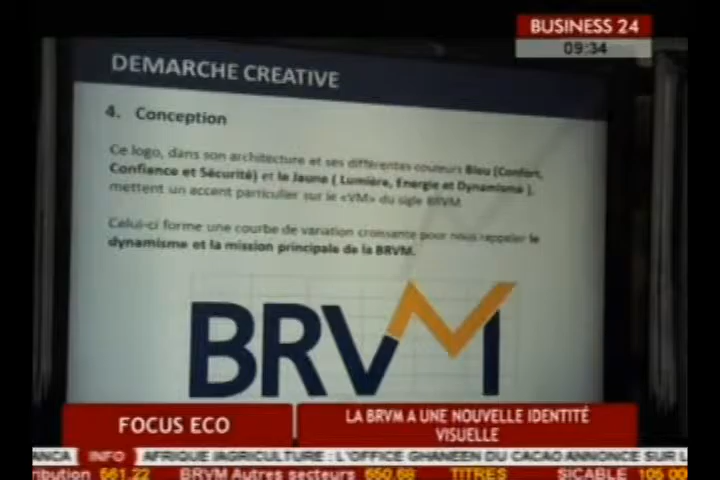 BUSINESS 24
09:34
DEMARCHE CREATIVE
4. Conception
Ce logo, dans son architecture et ses différentes couleurs Bleu (Confort,
Confiance et Sécurité) et le Jaune ( Lumière, Energie et Dynamisme ),
mettent un accent particulier sur le «VM» du sigle BRVM
Celui-ci forme une courbe de variation croissante pour nous rappeler le
dynamisme et la mission principale de la BRVM.
BRVM
FOCUS ECO
LA BRVM A UNE NOUVELLE IDENTITÉ
VISUELLE
ANCA INFO AFRIQUE /AGRICULTURE : L'OFFICE GHANÉEN DU CACAO ANNONCE SUR L
ribution 561.22 BRVM Autres secteurs 650.68 TITRES SICABLE 105 00